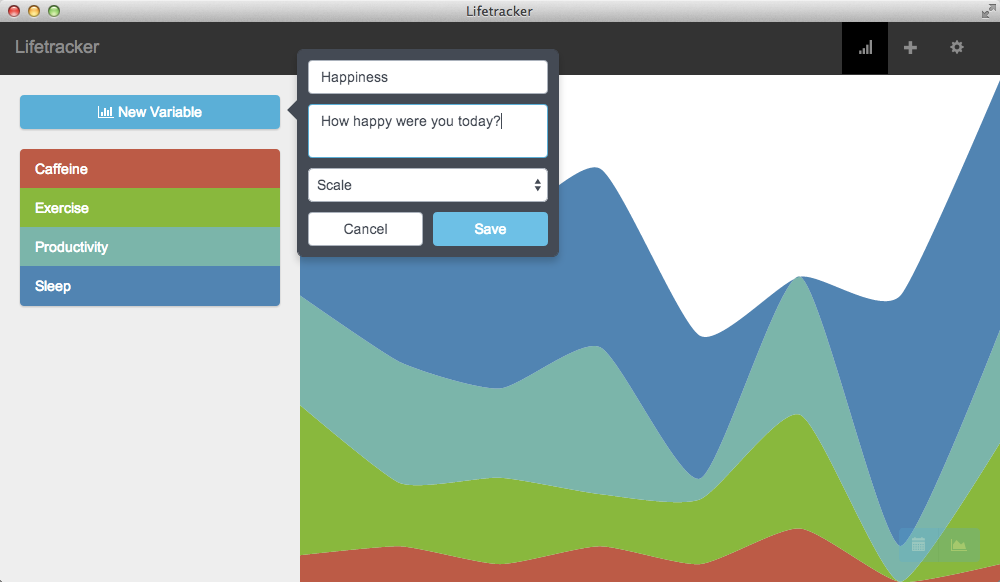 Lifetracker
Lifetracker
New Variable
Caffeine
Exercise
Productivity
Sleep
Happiness
How happy were you today?
Scale
Cancel
Save